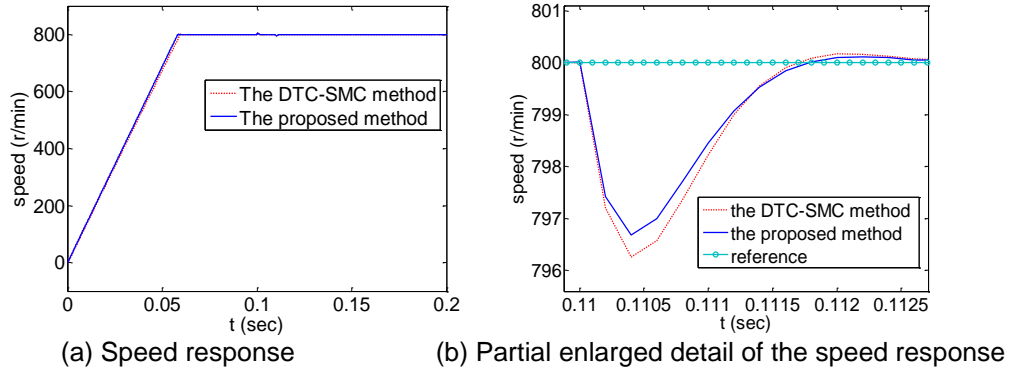 800
600
400
200
0
speed (r/min)
The DTC-SMC method
The proposed method
0
0.05
0.1
0.15
0.2
t (sec)
(a) Speed response
801
800
799
798
797
796
speed (r/min)
the DTC-SMC method
the proposed method
reference
0.11
0.1105
0.111
0.1115
0.112
0.1125
t (sec)
(b) Partial enlarged detail of the speed response